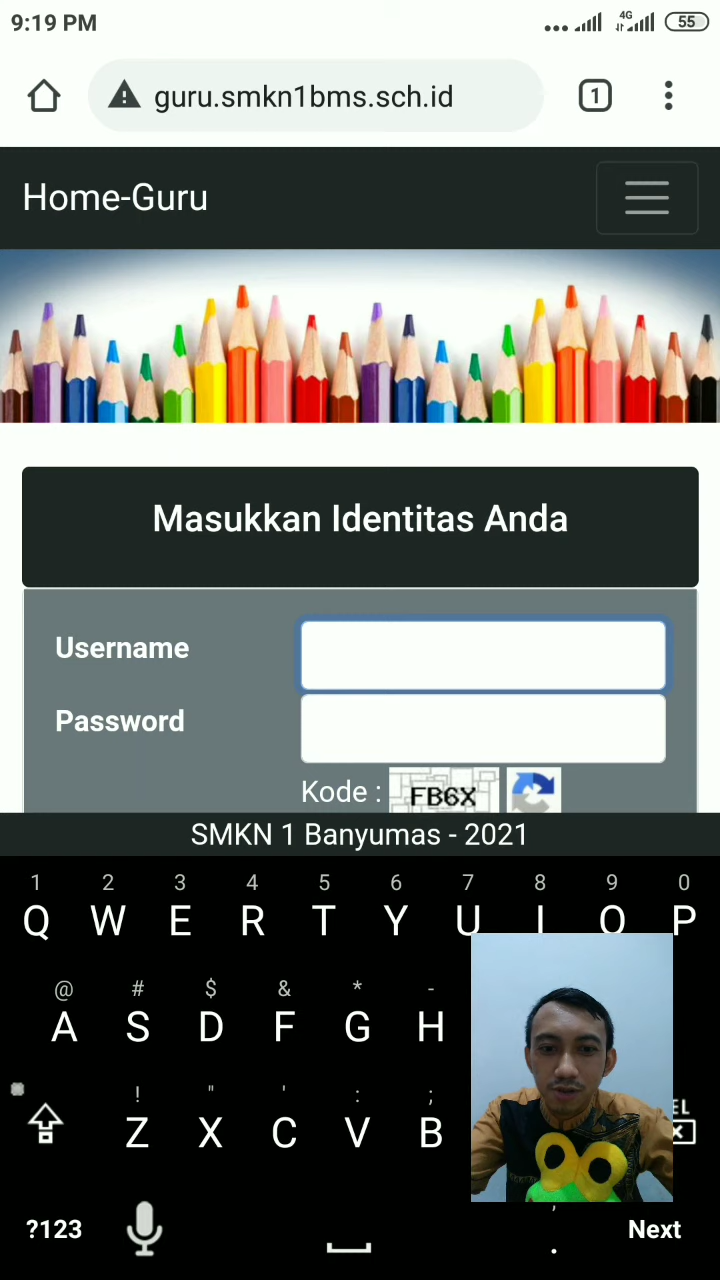 9:19 PM
4G
55
guru.smkn1bms.sch.id
1
Home-Guru
Masukkan Identitas Anda
Username
Password
Kode : FB6X
SMKN 1 Banyumas - 2021
1 2 3 4 5 6 7 8 9 0
Q W E R T Y U I O P
@ # $ & * -
A S D F G H
! " ' : ;
Z X C V B
EL
?123
, .
Next